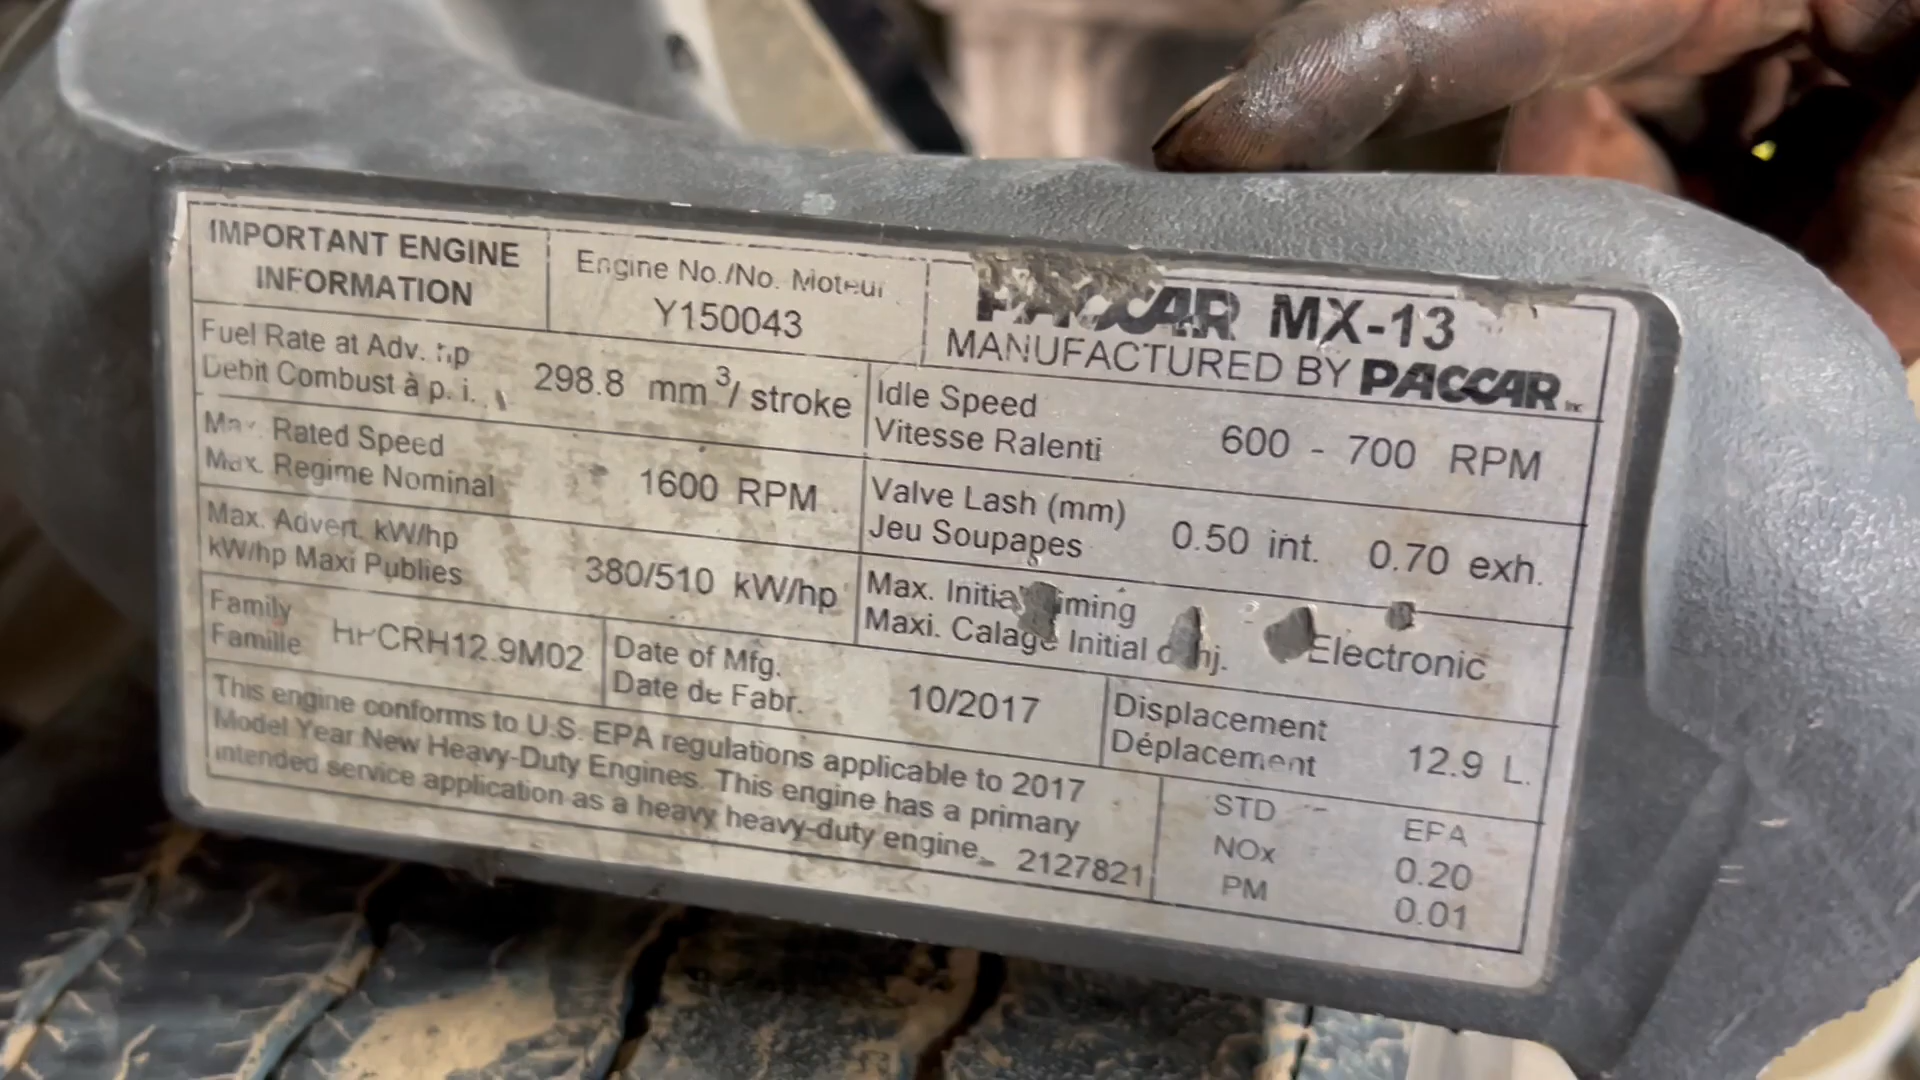 IMPORTANT ENGINE
INFORMATION
Engine No./No. Moteur
Y150043
PACCAR MX-13
MANUFACTURED BY PACCAR Inc
Fuel Rate at Adv. hp
Debit Combust à p. i.
298.8 mm³/ stroke
Idle Speed
Vitesse Ralenti
600 - 700 RPM
Max. Rated Speed
Max. Regime Nominal
1600 RPM
Valve Lash (mm)
Jeu Soupapes
0.50 int. 0.70 exh.
Max. Advert. kW/hp
kW/hp Maxi Publies
380/510 kW/hp
Max. Initial Timing
Maxi. Calage Initial
Electronic
Family
Famille
HPCRH12.9M02
Date of Mfg.
Date de Fabr.
10/2017
Displacement
Déplacement
12.9 L.
This engine conforms to U.S. EPA regulations applicable to 2017
Model Year New Heavy-Duty Engines. This engine has a primary
intended service application as a heavy heavy-duty engine. 2127821
STD EPA
NOx 0.20
PM 0.01